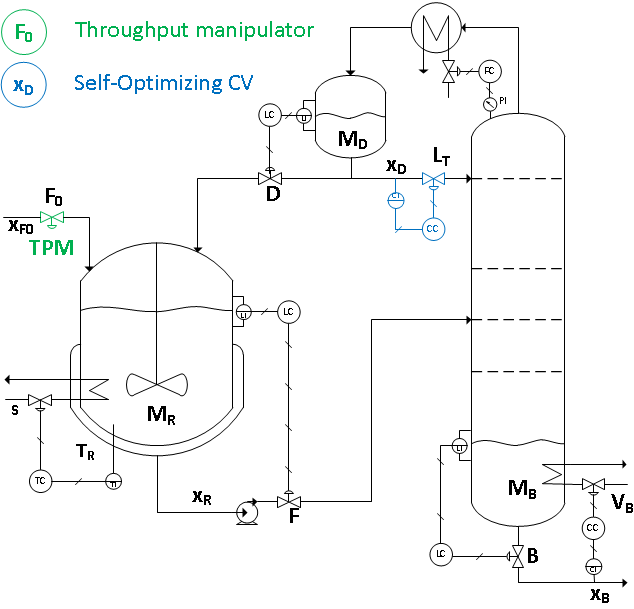 F0 Throughput manipulator
xD Self-Optimizing CV
PC
PI
LC
LI
MD
xD
LT
D
CI
CC
F0
xF0
TPM
LI
LC
S
MR
TR
TC
TI
xR
F
LI
MB
VB
CC
LC
B
CI
xB